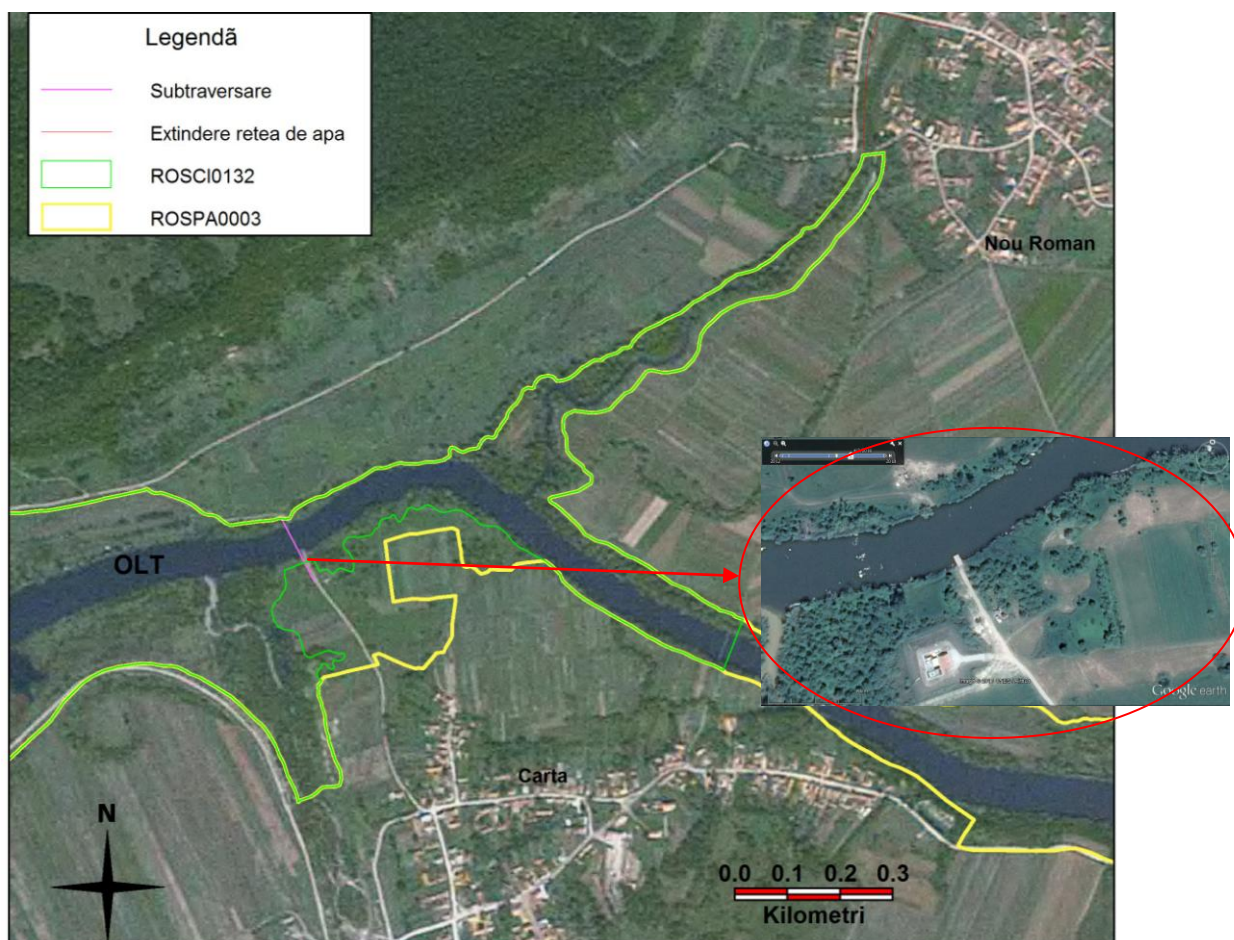 Legendã
Subtraversare
Extindere retea de apa
ROSCI0132
ROSPA0003
Nou Roman
OLT
Carta
N
0.0 0.1 0.2 0.3
Kilometri
Google earth